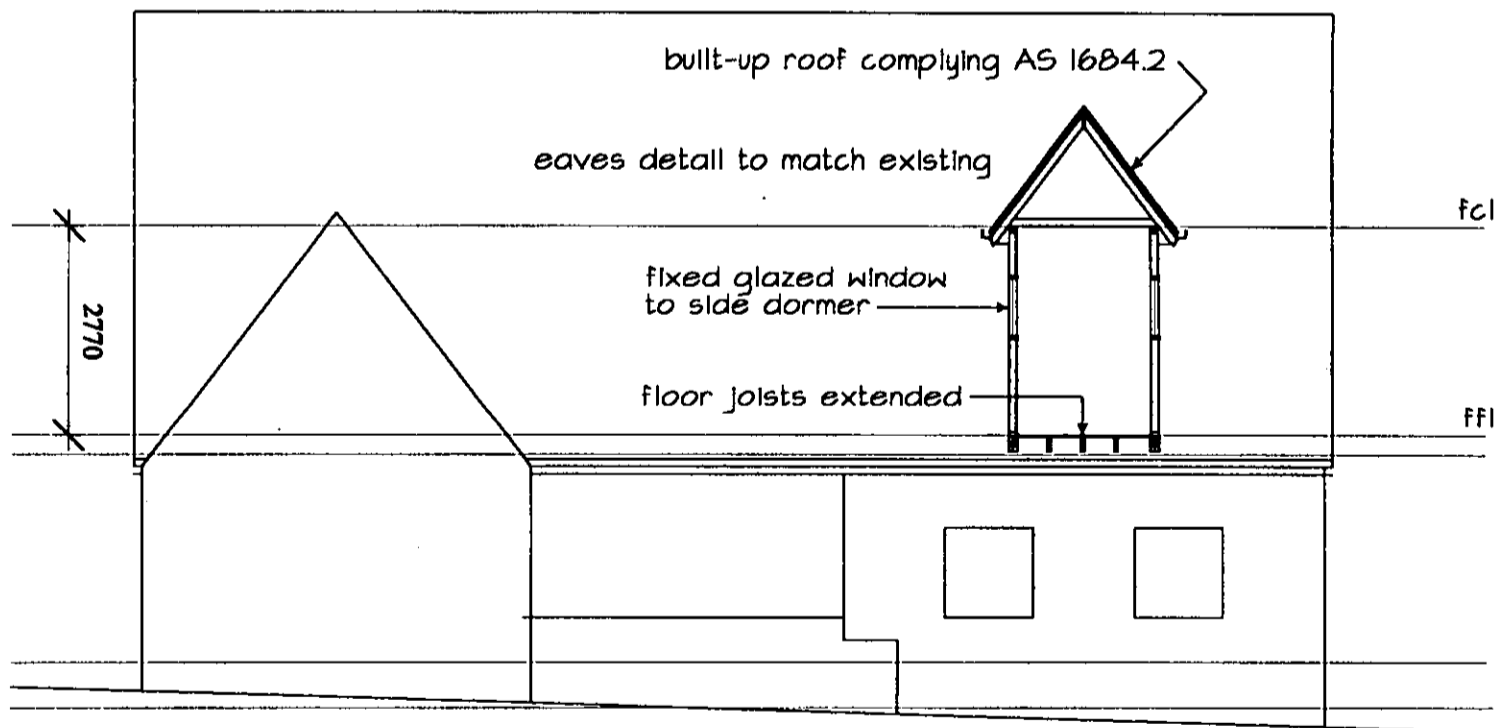 built-up roof complying AS 1684.2
eaves detail to match existing
fcl
fixed glazed window
to side dormer
2770
floor joists extended
ffl